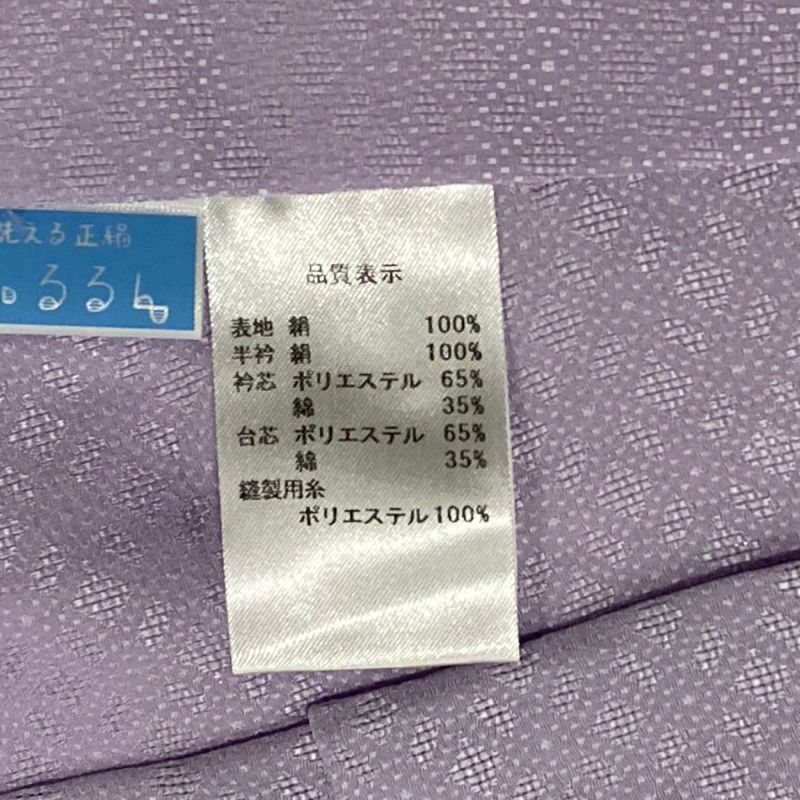 洗える正絹
るるん
品質表示
表地 絹 100%
半衿 絹 100%
衿芯 ポリエステル 65%
綿 35%
台芯 ポリエステル 65%
綿 35%
縫製用糸
ポリエステル100%